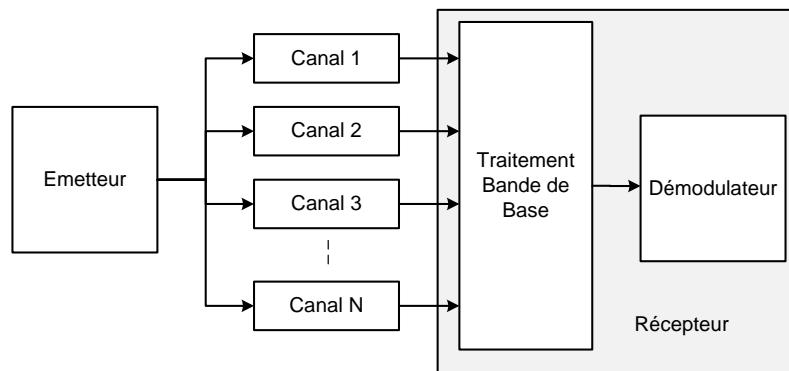 Emetteur
Canal 1
Canal 2
Canal 3
Canal N
Traitement
Bande de
Base
Démodulateur
Récepteur